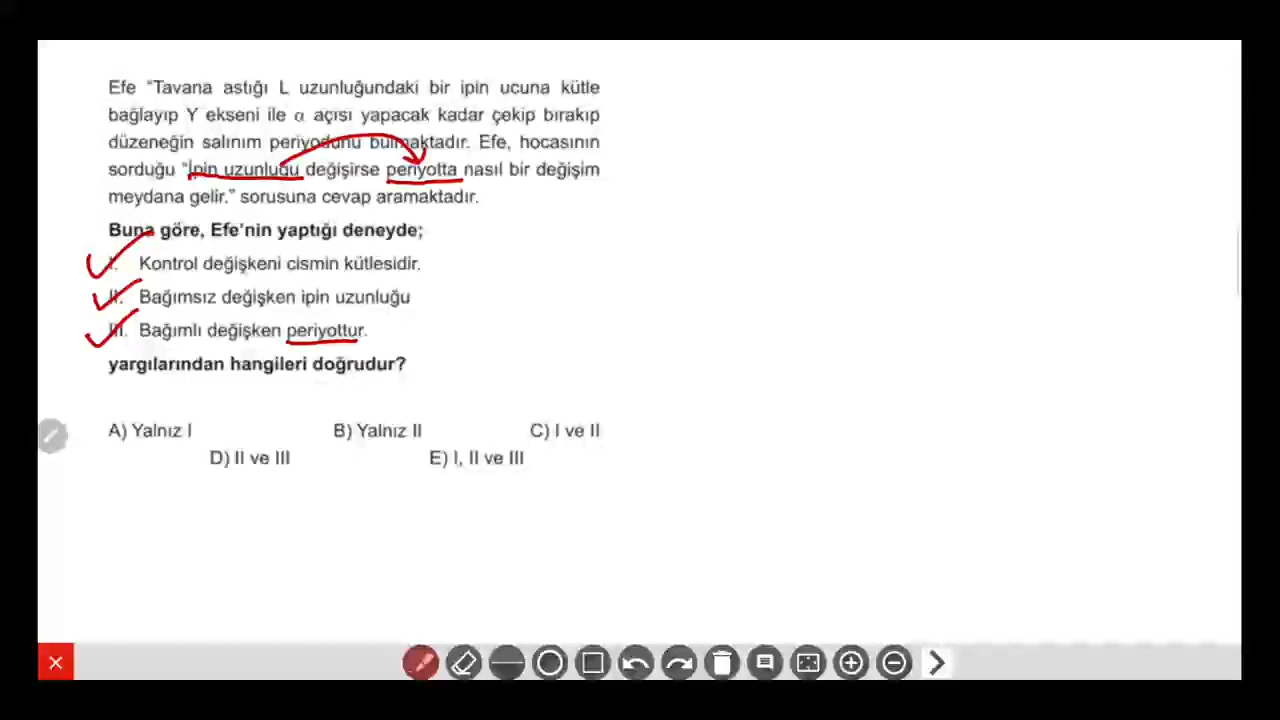 Efe “Tavana astığı L uzunluğundaki bir ipin ucuna kütle
bağlayıp Y ekseni ile α açısı yapacak kadar çekip bırakıp
düzeneğin salınım periyodunu bulmaktadır. Efe, hocasının
sorduğu “İpin uzunluğu değişirse periyotta nasıl bir değişim
meydana gelir.” sorusuna cevap aramaktadır.
Buna göre, Efe’nin yaptığı deneyde;
I. Kontrol değişkeni cismin kütlesidir.
II. Bağımsız değişken ipin uzunluğu
III. Bağımlı değişken periyottur.
yargılarından hangileri doğrudur?
A) Yalnız I B) Yalnız II C) I ve II
D) II ve III E) I, II ve III